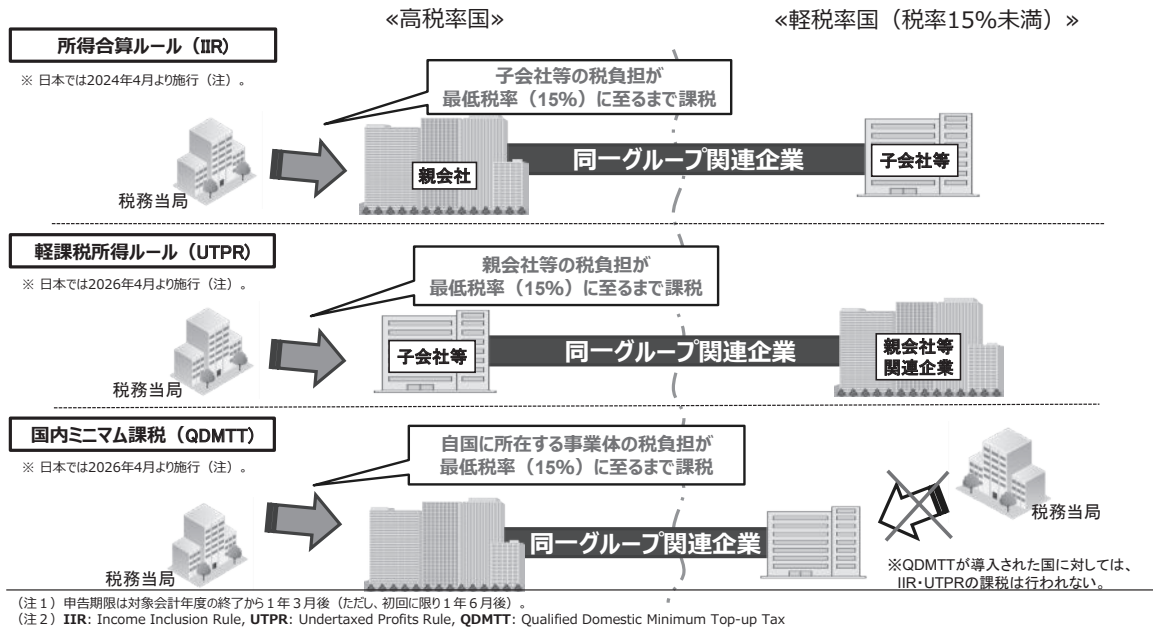 «高税率国»
«軽税率国（税率15%未満）»
所得合算ルール（IIR）
※ 日本では2024年4月より施行（注）。
子会社等の税負担が
最低税率（15%）に至るまで課税
税務当局
親会社
同一グループ関連企業
子会社等
軽課税所得ルール（UTPR）
※ 日本では2026年4月より施行（注）。
親会社等の税負担が
最低税率（15%）に至るまで課税
税務当局
子会社等
同一グループ関連企業
親会社等
関連企業
国内ミニマム課税（QDMTT）
※ 日本では2026年4月より施行（注）。
自国に所在する事業体の税負担が
最低税率（15%）に至るまで課税
税務当局
同一グループ関連企業
税務当局
※QDMTTが導入された国に対しては、
IIR・UTPRの課税は行われない。
（注１）申告期限は対象会計年度の終了から１年３月後（ただし、初回に限り１年６月後）。
（注２）IIR: Income Inclusion Rule, UTPR: Undertaxed Profits Rule, QDMTT: Qualified Domestic Minimum Top-up Tax